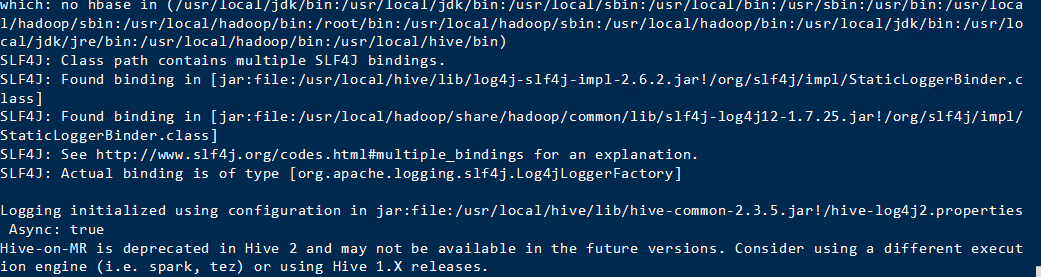 which: no hbase in (/usr/local/jdk/bin:/usr/local/jdk/bin:/usr/local/sbin:/usr/local/bin:/usr/sbin:/usr/bin:/usr/loca
l/hadoop/sbin:/usr/local/hadoop/bin:/root/bin:/usr/local/hadoop/sbin:/usr/local/hadoop/bin:/usr/local/jdk/bin:/usr/lo
cal/jdk/jre/bin:/usr/local/hadoop/bin:/usr/local/hive/bin)
SLF4J: Class path contains multiple SLF4J bindings.
SLF4J: Found binding in [jar:file:/usr/local/hive/lib/log4j-slf4j-impl-2.6.2.jar!/org/slf4j/impl/StaticLoggerBinder.c
lass]
SLF4J: Found binding in [jar:file:/usr/local/hadoop/share/hadoop/common/lib/slf4j-log4j12-1.7.25.jar!/org/slf4j/impl/
StaticLoggerBinder.class]
SLF4J: See http://www.slf4j.org/codes.html#multiple_bindings for an explanation.
SLF4J: Actual binding is of type [org.apache.logging.slf4j.Log4jLoggerFactory]
Logging initialized using configuration in jar:file:/usr/local/hive/lib/hive-common-2.3.5.jar!/hive-log4j2.properties
Async: true
Hive-on-MR is deprecated in Hive 2 and may not be available in the future versions. Consider using a different execut
ion engine (i.e. spark, tez) or using Hive 1.X releases.